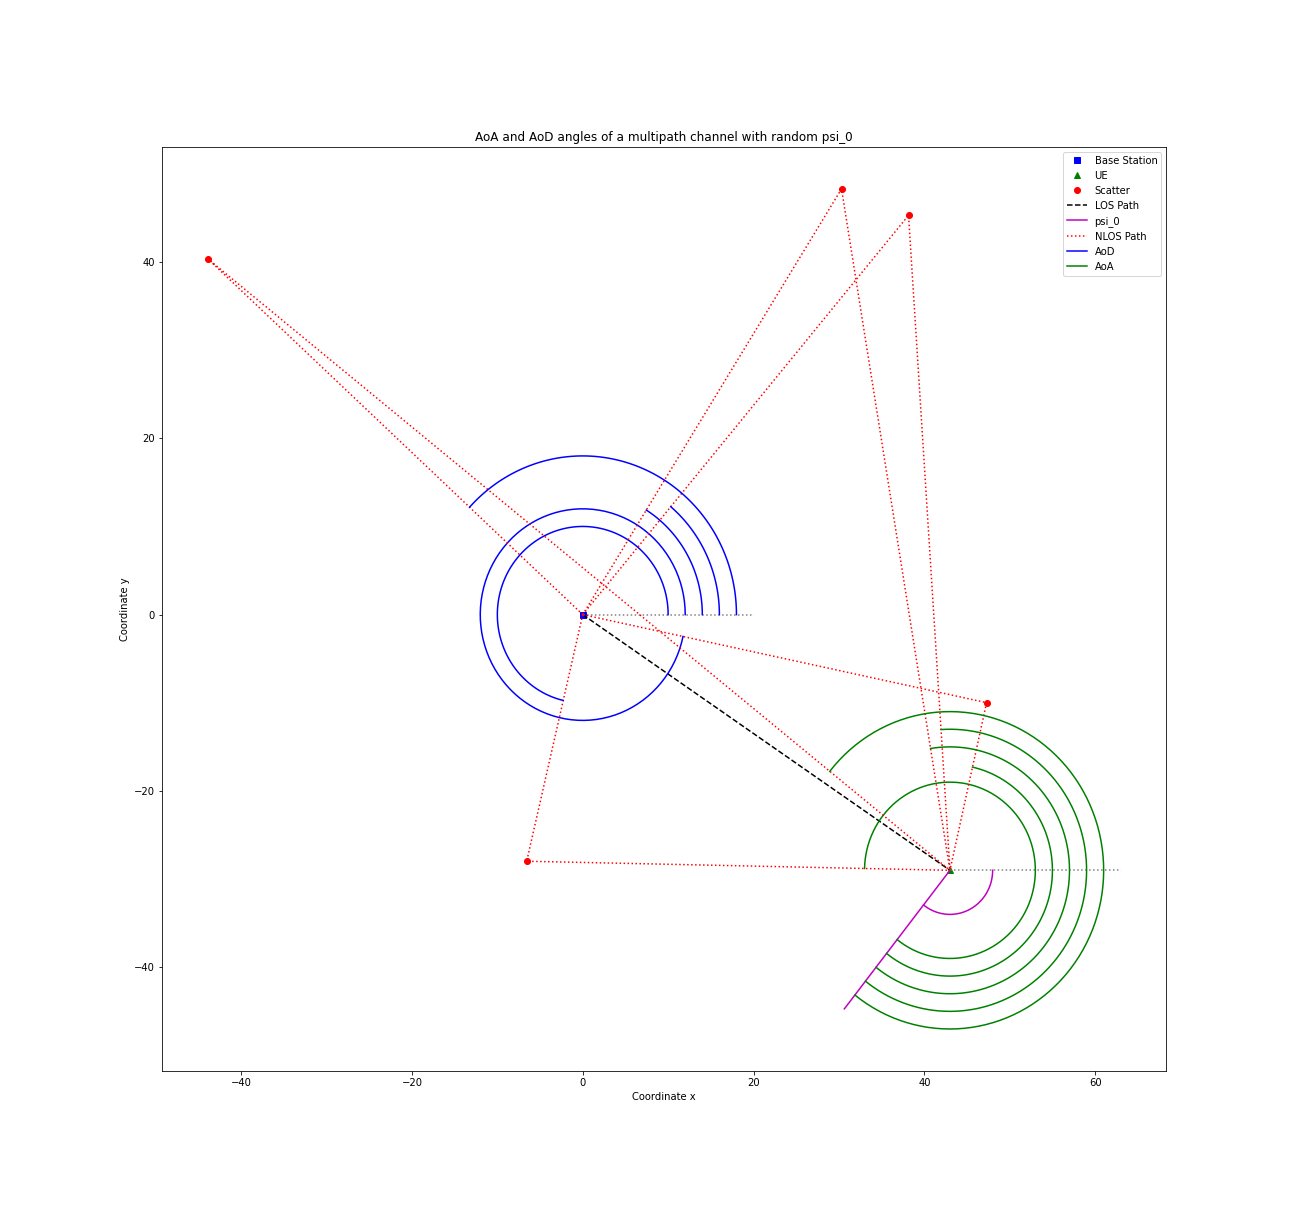 AoA and AoD angles of a multipath channel with random psi_0
Base Station
UE
Scatter
LOS Path
psi_0
NLOS Path
AoD
AoA
40
20
0
−20
−40
Coordinate y
−40
−20
0
20
40
60
Coordinate x